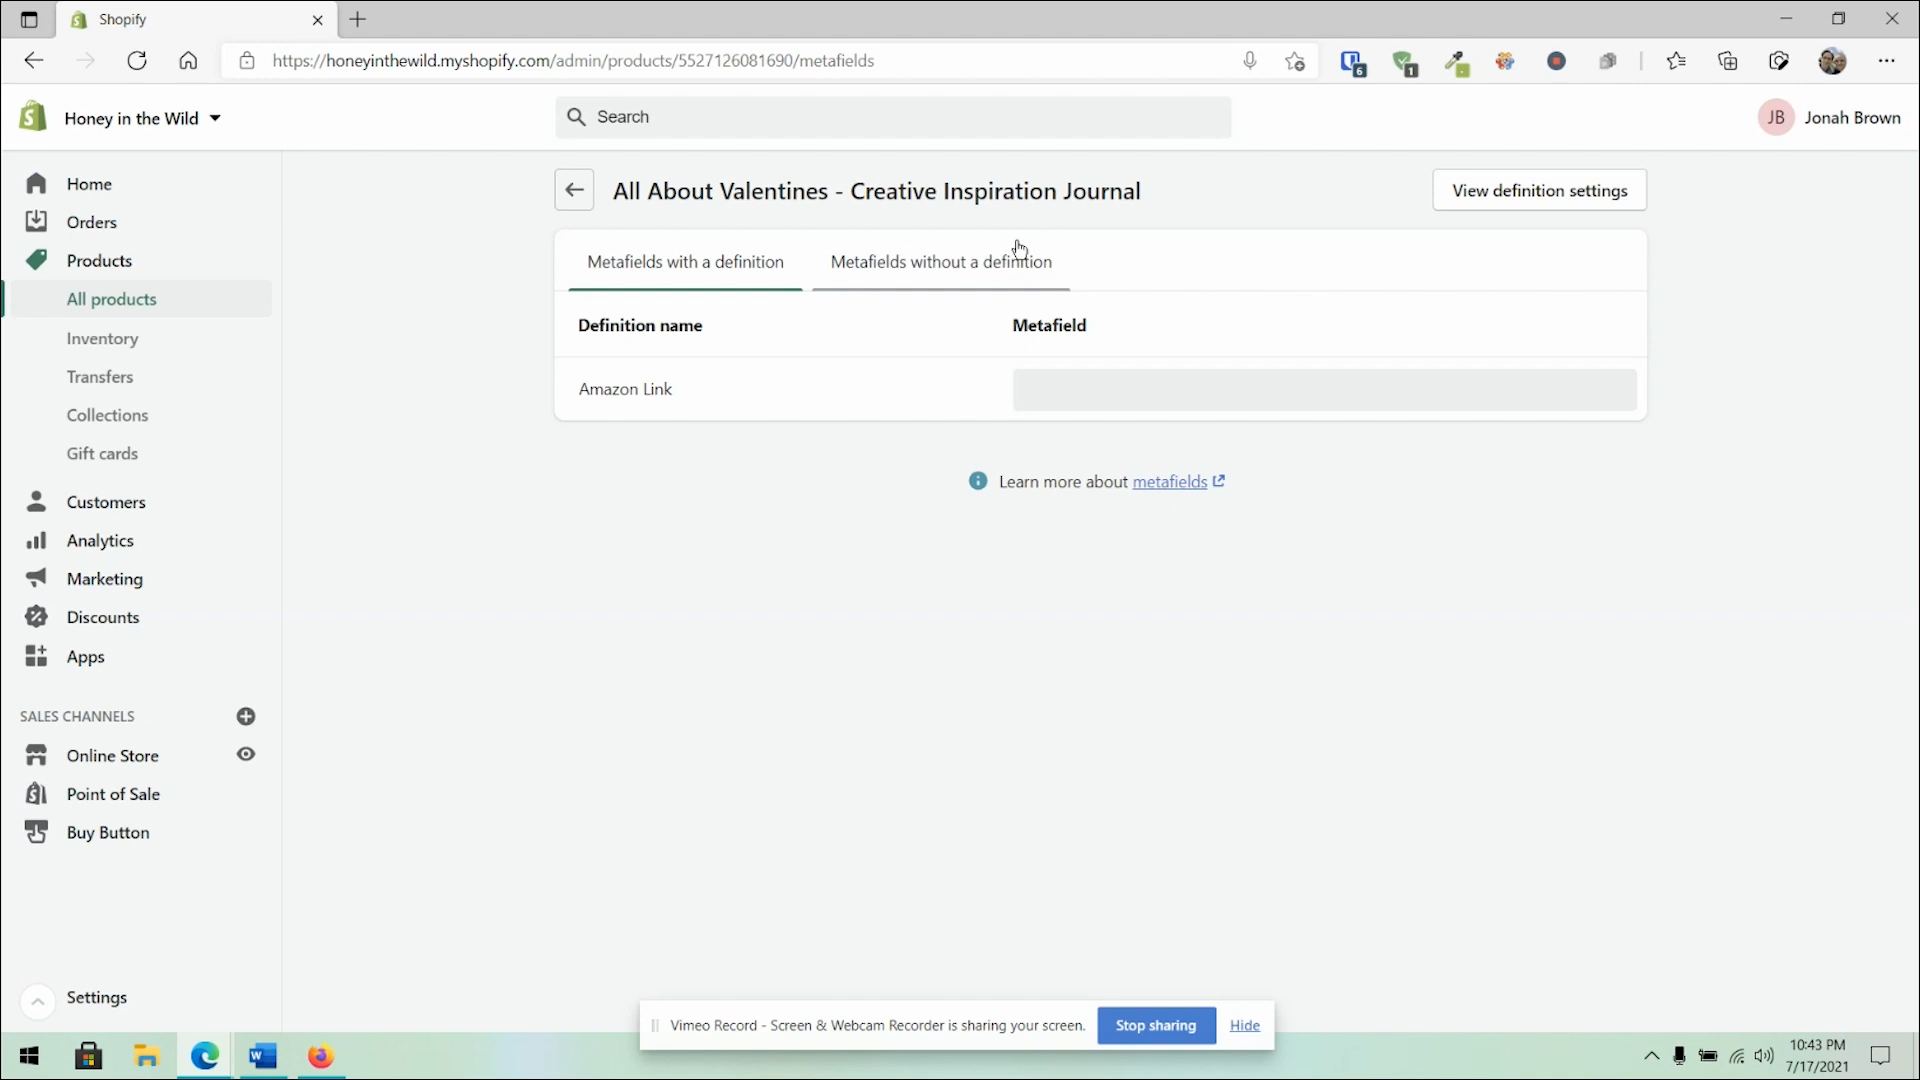 Shopify
https://honeyinthewild.myshopify.com/admin/products/5527126081690/metafields
6
1
Honey in the Wild
Search
JB
Jonah Brown
Home
Orders
Products
All products
Inventory
Transfers
Collections
Gift cards
Customers
Analytics
Marketing
Discounts
Apps
SALES CHANNELS
Online Store
Point of Sale
Buy Button
Settings
All About Valentines - Creative Inspiration Journal
View definition settings
Metafields with a definition
Metafields without a definition
Definition name
Metafield
Amazon Link
Learn more about metafields
Vimeo Record - Screen & Webcam Recorder is sharing your screen.
Stop sharing
Hide
10:43 PM
7/17/2021